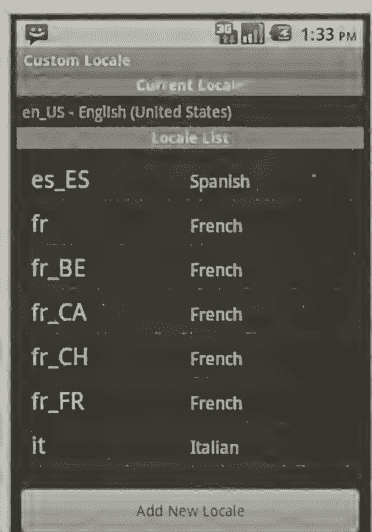 3G 1:33 PM
Custom Locale
Current Locale
en_US - English (United States)
Locale List
es_ES Spanish
fr French
fr_BE French
fr_CA French
fr_CH French
fr_FR French
it Italian
Add New Locale